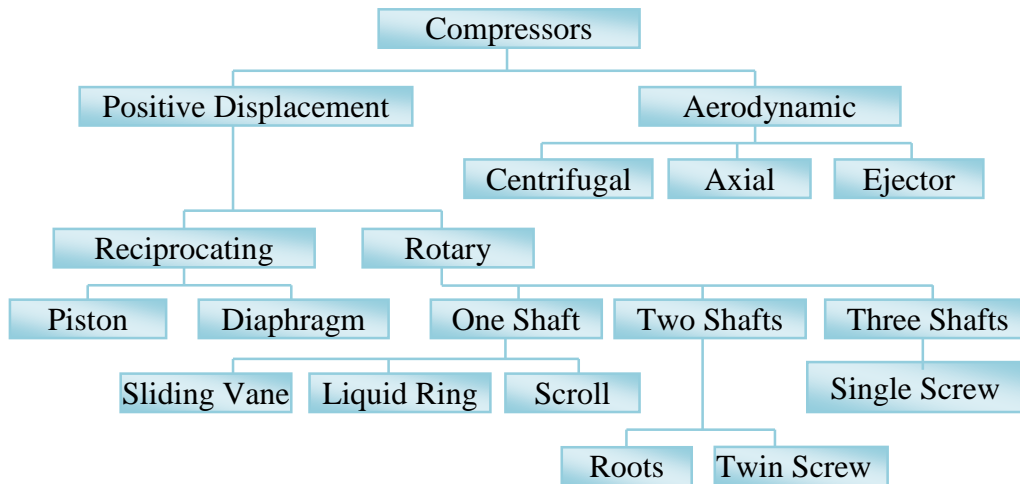 Compressors
Positive Displacement
Aerodynamic
Centrifugal
Axial
Ejector
Reciprocating
Rotary
Piston
Diaphragm
One Shaft
Two Shafts
Three Shafts
Sliding Vane
Liquid Ring
Scroll
Single Screw
Roots
Twin Screw